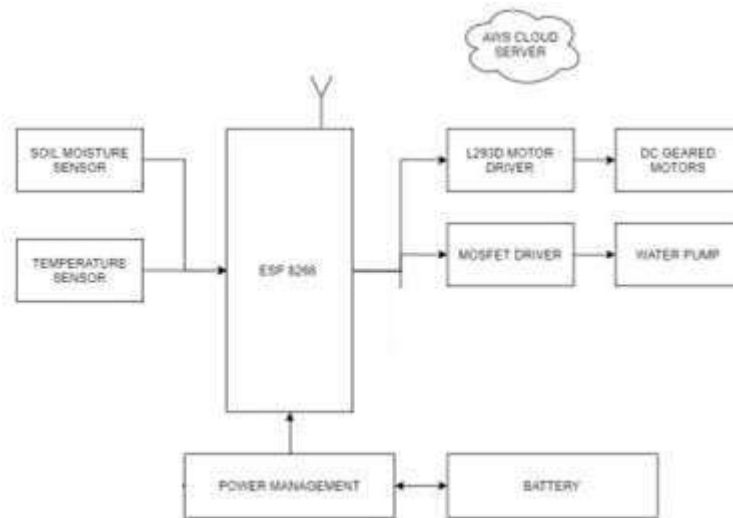 AWS CLOUD
SERVER
SOIL MOISTURE
SENSOR
L293D MOTOR
DRIVER
DC GEARED
MOTORS
TEMPERATURE
SENSOR
ESP 8266
MOSFET DRIVER
WATER PUMP
POWER MANAGEMENT
BATTERY